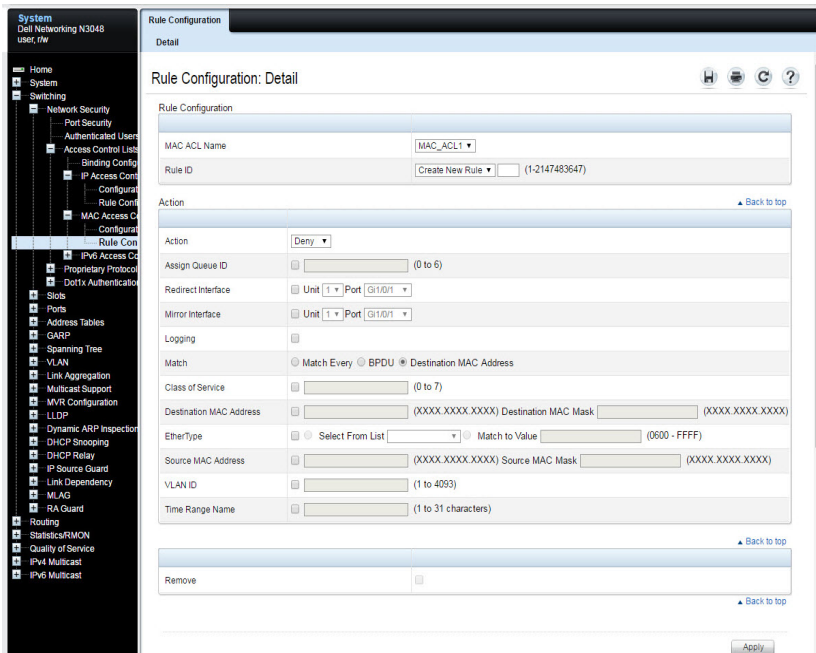 System
Dell Networking N3048
user, r/w
Home
System
Switching
Network Security
Port Security
Authenticated Users
Access Control Lists
Binding Config
IP Access Cont
Configurat
Rule Confi
MAC Access Co
Configurat
Rule Con
IPv6 Access Co
Proprietary Protocol
Dot1x Authentication
Slots
Ports
Address Tables
GARP
Spanning Tree
VLAN
Link Aggregation
Multicast Support
MVR Configuration
LLDP
Dynamic ARP Inspection
DHCP Snooping
DHCP Relay
IP Source Guard
Link Dependency
MLAG
RA Guard
Routing
Statistics/RMON
Quality of Service
IPv4 Multicast
IPv6 Multicast
Rule Configuration
Detail
Rule Configuration: Detail
?
Rule Configuration
MAC ACL Name MAC_ACL1
Rule ID Create New Rule (1-2147483647)
Action Back to top
Action Deny
Assign Queue ID (0 to 6)
Redirect Interface Unit 1 Port Gi1/0/1
Mirror Interface Unit 1 Port Gi1/0/1
Logging
Match Match Every BPDU Destination MAC Address
Class of Service (0 to 7)
Destination MAC Address (XXXX.XXXX.XXXX) Destination MAC Mask (XXXX.XXXX.XXXX)
EtherType Select From List Match to Value (0600 - FFFF)
Source MAC Address (XXXX.XXXX.XXXX) Source MAC Mask (XXXX.XXXX.XXXX)
VLAN ID (1 to 4093)
Time Range Name (1 to 31 characters)
Back to top
Remove
Back to top
Apply